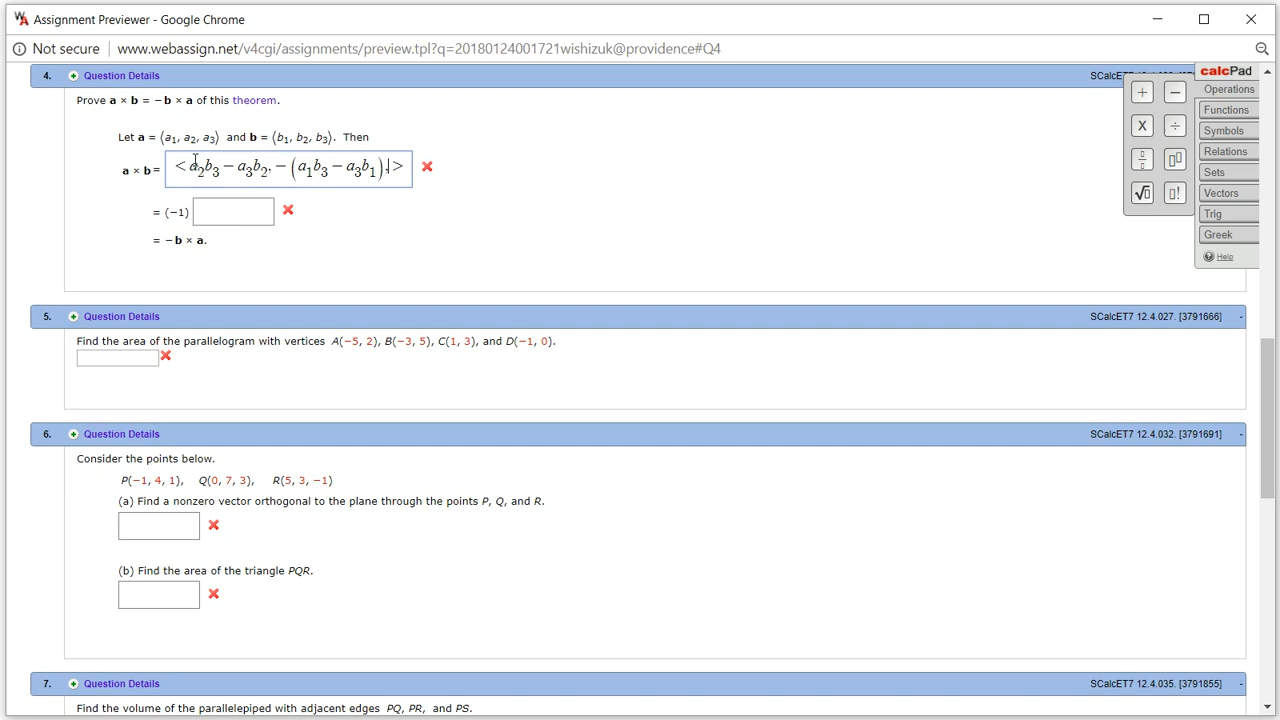 WA Assignment Previewer - Google Chrome
Not secure | www.webassign.net/v4cgi/assignments/preview.tpl?q=20180124001721wishizuk@providence#Q4
4. + Question Details SCalcET7
calcPad
Prove a × b = −b × a of this theorem.
+ − Operations
Functions
Let a = ⟨a₁, a₂, a₃⟩ and b = ⟨b₁, b₂, b₃⟩. Then
X ÷ Symbols
Relations
a × b = <a₂b₃ − a₃b₂, −(a₁b₃ − a₃b₁),>
Sets
√ ! Vectors
= (−1)
Trig
Greek
= −b × a.
Help
5. + Question Details SCalcET7 12.4.027. [3791666] -
Find the area of the parallelogram with vertices A(−5, 2), B(−3, 5), C(1, 3), and D(−1, 0).
6. + Question Details SCalcET7 12.4.032. [3791691] -
Consider the points below.
P(−1, 4, 1), Q(0, 7, 3), R(5, 3, −1)
(a) Find a nonzero vector orthogonal to the plane through the points P, Q, and R.
(b) Find the area of the triangle PQR.
7. + Question Details SCalcET7 12.4.035. [3791855] -
Find the volume of the parallelepiped with adjacent edges PQ, PR, and PS.